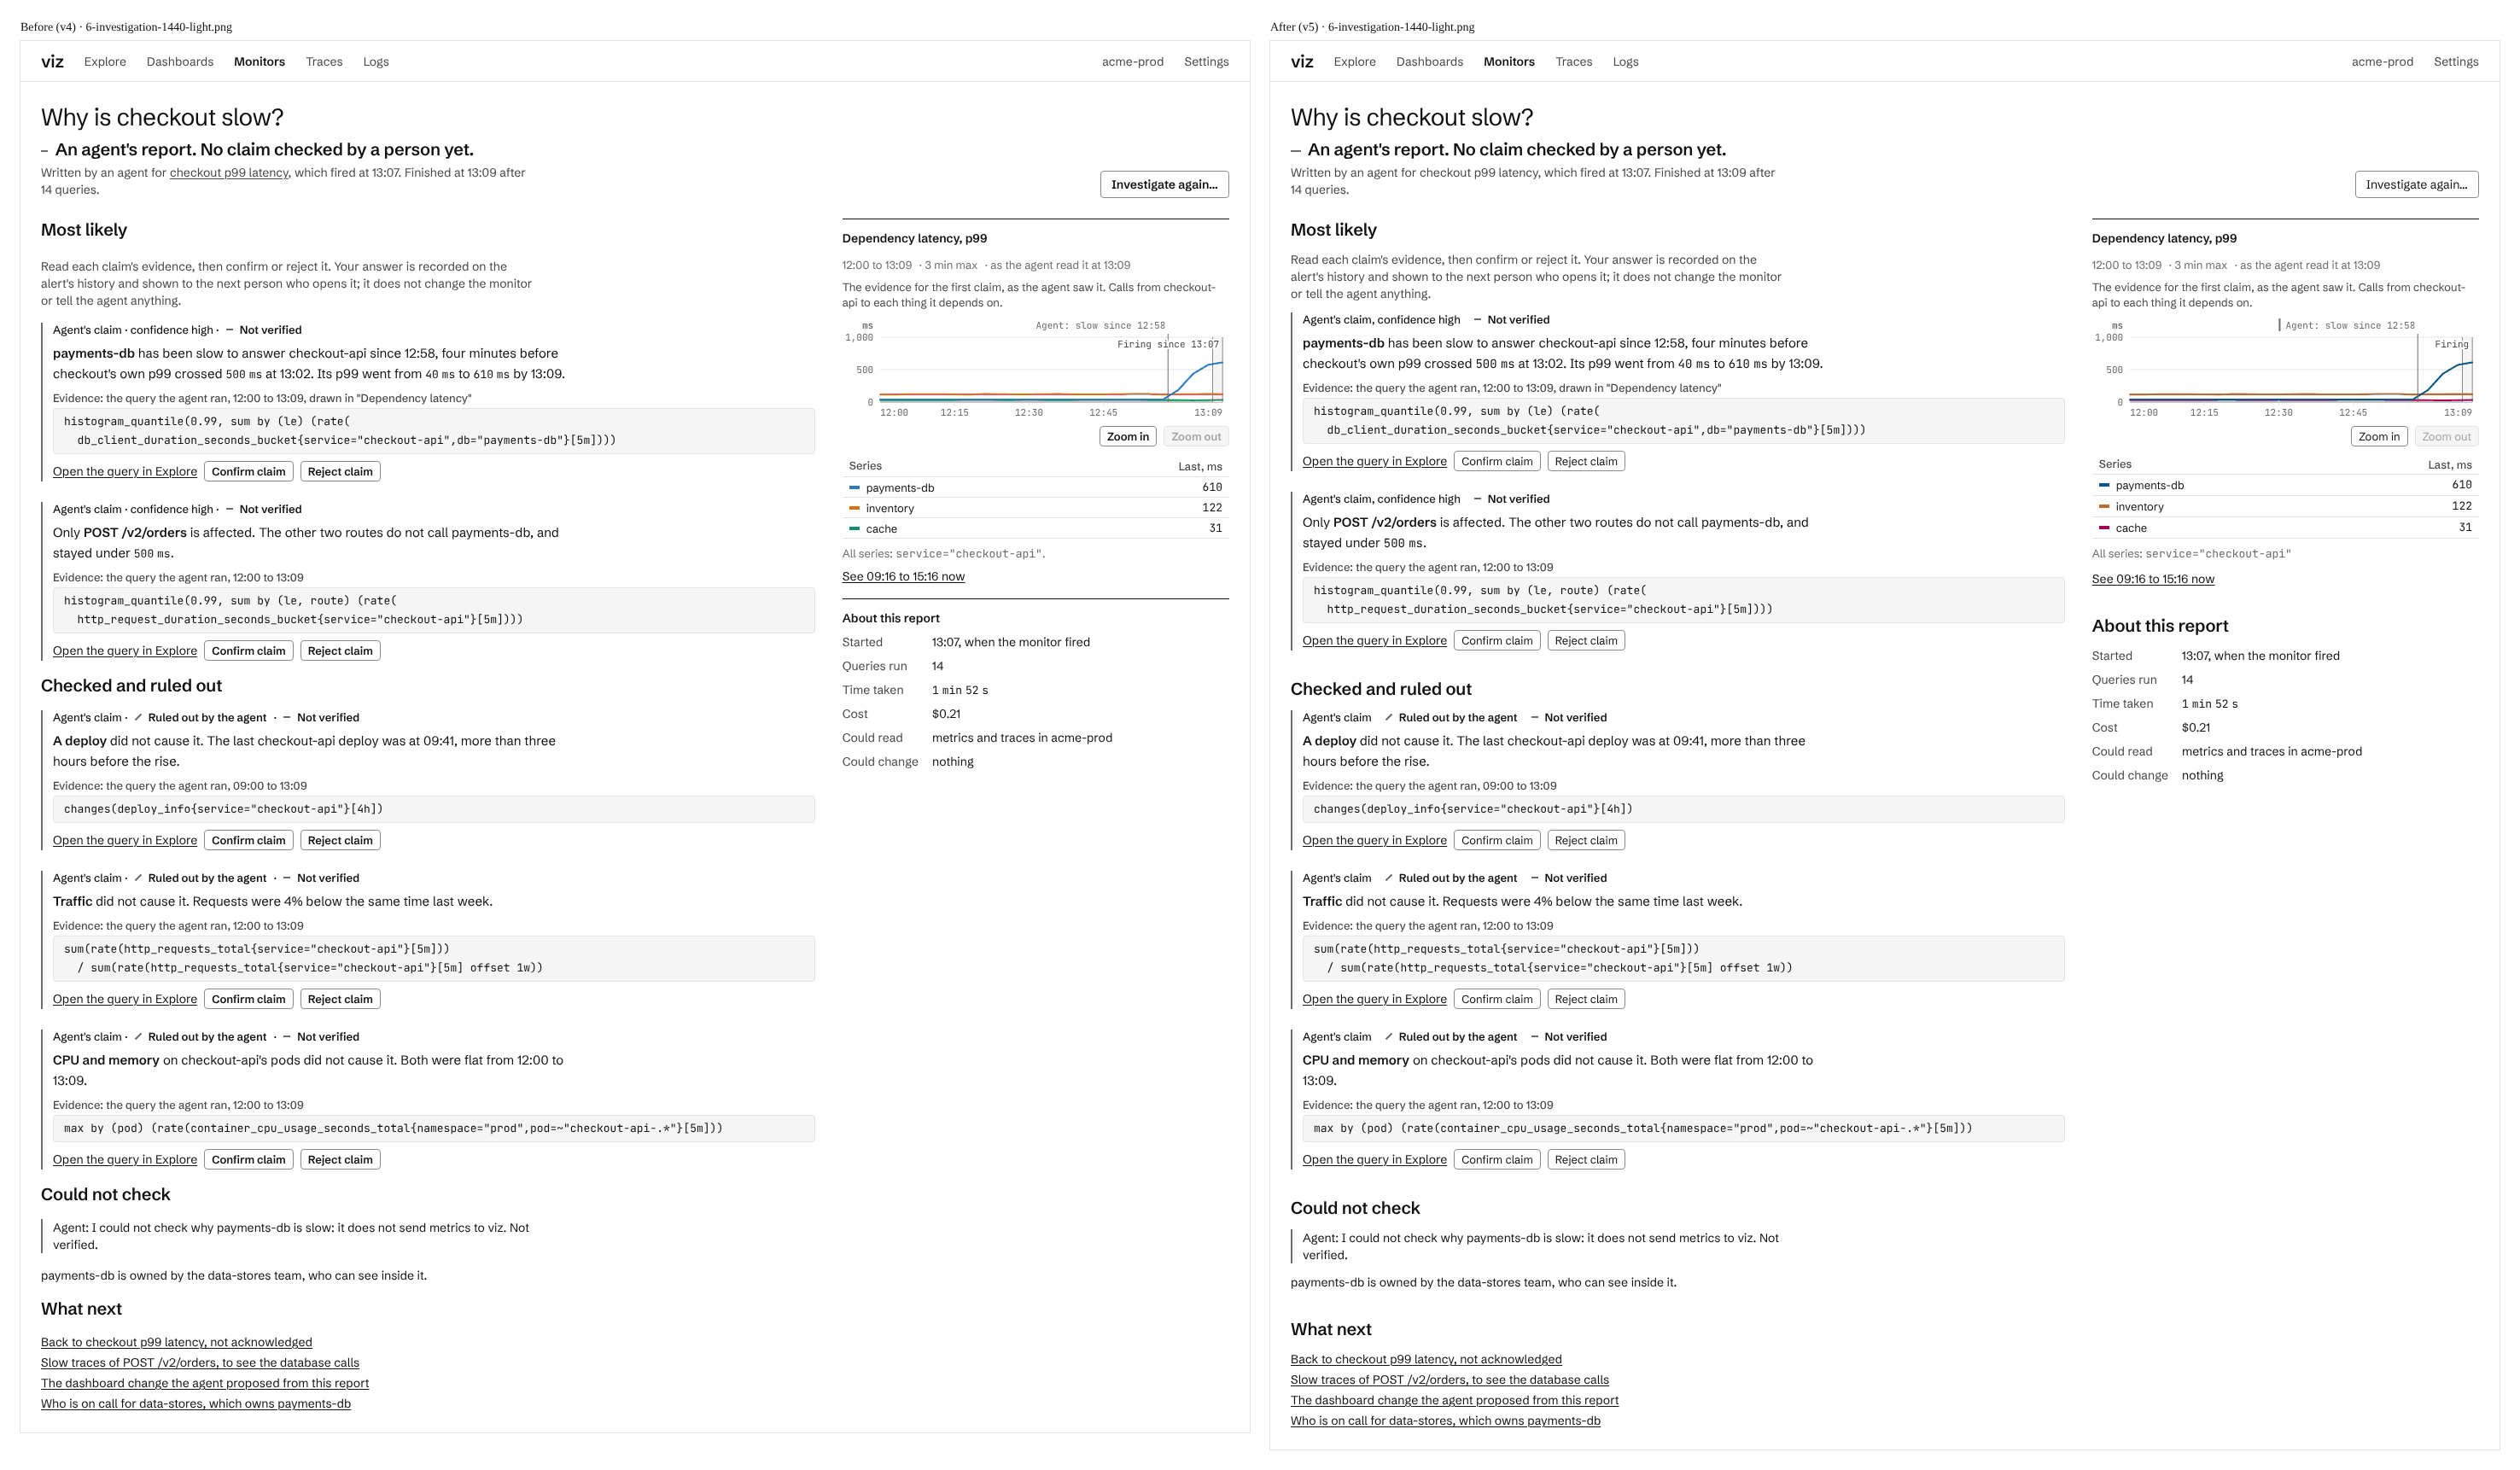 Before (v4) · 6-investigation-1440-light.png
viz Explore Dashboards Monitors Traces Logs acme-prod Settings
Why is checkout slow?
– An agent's report. No claim checked by a person yet.
Written by an agent for checkout p99 latency, which fired at 13:07. Finished at 13:09 after
14 queries.
Investigate again...
Most likely
Read each claim's evidence, then confirm or reject it. Your answer is recorded on the
alert's history and shown to the next person who opens it; it does not change the monitor
or tell the agent anything.
Agent's claim · confidence high · – Not verified
payments-db has been slow to answer checkout-api since 12:58, four minutes before
checkout's own p99 crossed 500 ms at 13:02. Its p99 went from 40 ms to 610 ms by 13:09.
Evidence: the query the agent ran, 12:00 to 13:09, drawn in "Dependency latency"
histogram_quantile(0.99, sum by (le) (rate(
db_client_duration_seconds_bucket{service="checkout-api",db="payments-db"}[5m])))
Open the query in Explore Confirm claim Reject claim
Agent's claim · confidence high · – Not verified
Only POST /v2/orders is affected. The other two routes do not call payments-db, and
stayed under 500 ms.
Evidence: the query the agent ran, 12:00 to 13:09
histogram_quantile(0.99, sum by (le, route) (rate(
http_request_duration_seconds_bucket{service="checkout-api"}[5m])))
Open the query in Explore Confirm claim Reject claim
Checked and ruled out
Agent's claim · Ruled out by the agent · – Not verified
A deploy did not cause it. The last checkout-api deploy was at 09:41, more than three
hours before the rise.
Evidence: the query the agent ran, 09:00 to 13:09
changes(deploy_info{service="checkout-api"}[4h])
Open the query in Explore Confirm claim Reject claim
Agent's claim · Ruled out by the agent · – Not verified
Traffic did not cause it. Requests were 4% below the same time last week.
Evidence: the query the agent ran, 12:00 to 13:09
sum(rate(http_requests_total{service="checkout-api"}[5m]))
/ sum(rate(http_requests_total{service="checkout-api"}[5m] offset 1w))
Open the query in Explore Confirm claim Reject claim
Agent's claim · Ruled out by the agent · – Not verified
CPU and memory on checkout-api's pods did not cause it. Both were flat from 12:00 to
13:09.
Evidence: the query the agent ran, 12:00 to 13:09
max by (pod) (rate(container_cpu_usage_seconds_total{namespace="prod",pod=~"checkout-api-.*"}[5m]))
Open the query in Explore Confirm claim Reject claim
Could not check
Agent: I could not check why payments-db is slow: it does not send metrics to viz. Not
verified.
payments-db is owned by the data-stores team, who can see inside it.
What next
Back to checkout p99 latency, not acknowledged
Slow traces of POST /v2/orders, to see the database calls
The dashboard change the agent proposed from this report
Who is on call for data-stores, which owns payments-db
Dependency latency, p99
12:00 to 13:09 · 3 min max · as the agent read it at 13:09
The evidence for the first claim, as the agent saw it. Calls from checkout-
api to each thing it depends on.
ms Agent: slow since 12:58
1,000 Firing since 13:07
500
0
12:00 12:15 12:30 12:45 13:09
Zoom in Zoom out
Series Last, ms
payments-db 610
inventory 122
cache 31
All series: service="checkout-api".
See 09:16 to 15:16 now
About this report
Started 13:07, when the monitor fired
Queries run 14
Time taken 1 min 52 s
Cost $0.21
Could read metrics and traces in acme-prod
Could change nothing
After (v5) · 6-investigation-1440-light.png
viz Explore Dashboards Monitors Traces Logs acme-prod Settings
Why is checkout slow?
– An agent's report. No claim checked by a person yet.
Written by an agent for checkout p99 latency, which fired at 13:07. Finished at 13:09 after
14 queries.
Investigate again...
Most likely
Read each claim's evidence, then confirm or reject it. Your answer is recorded on the
alert's history and shown to the next person who opens it; it does not change the monitor
or tell the agent anything.
Agent's claim, confidence high – Not verified
payments-db has been slow to answer checkout-api since 12:58, four minutes before
checkout's own p99 crossed 500 ms at 13:02. Its p99 went from 40 ms to 610 ms by 13:09.
Evidence: the query the agent ran, 12:00 to 13:09, drawn in "Dependency latency"
histogram_quantile(0.99, sum by (le) (rate(
db_client_duration_seconds_bucket{service="checkout-api",db="payments-db"}[5m])))
Open the query in Explore Confirm claim Reject claim
Agent's claim, confidence high – Not verified
Only POST /v2/orders is affected. The other two routes do not call payments-db, and
stayed under 500 ms.
Evidence: the query the agent ran, 12:00 to 13:09
histogram_quantile(0.99, sum by (le, route) (rate(
http_request_duration_seconds_bucket{service="checkout-api"}[5m])))
Open the query in Explore Confirm claim Reject claim
Checked and ruled out
Agent's claim Ruled out by the agent – Not verified
A deploy did not cause it. The last checkout-api deploy was at 09:41, more than three
hours before the rise.
Evidence: the query the agent ran, 09:00 to 13:09
changes(deploy_info{service="checkout-api"}[4h])
Open the query in Explore Confirm claim Reject claim
Agent's claim Ruled out by the agent – Not verified
Traffic did not cause it. Requests were 4% below the same time last week.
Evidence: the query the agent ran, 12:00 to 13:09
sum(rate(http_requests_total{service="checkout-api"}[5m]))
/ sum(rate(http_requests_total{service="checkout-api"}[5m] offset 1w))
Open the query in Explore Confirm claim Reject claim
Agent's claim Ruled out by the agent – Not verified
CPU and memory on checkout-api's pods did not cause it. Both were flat from 12:00 to
13:09.
Evidence: the query the agent ran, 12:00 to 13:09
max by (pod) (rate(container_cpu_usage_seconds_total{namespace="prod",pod=~"checkout-api-.*"}[5m]))
Open the query in Explore Confirm claim Reject claim
Could not check
Agent: I could not check why payments-db is slow: it does not send metrics to viz. Not
verified.
payments-db is owned by the data-stores team, who can see inside it.
What next
Back to checkout p99 latency, not acknowledged
Slow traces of POST /v2/orders, to see the database calls
The dashboard change the agent proposed from this report
Who is on call for data-stores, which owns payments-db
Dependency latency, p99
12:00 to 13:09 · 3 min max · as the agent read it at 13:09
The evidence for the first claim, as the agent saw it. Calls from checkout-
api to each thing it depends on.
ms Agent: slow since 12:58
1,000 Firing
500
0
12:00 12:15 12:30 12:45 13:09
Zoom in Zoom out
Series Last, ms
payments-db 610
inventory 122
cache 31
All series: service="checkout-api"
See 09:16 to 15:16 now
About this report
Started 13:07, when the monitor fired
Queries run 14
Time taken 1 min 52 s
Cost $0.21
Could read metrics and traces in acme-prod
Could change nothing